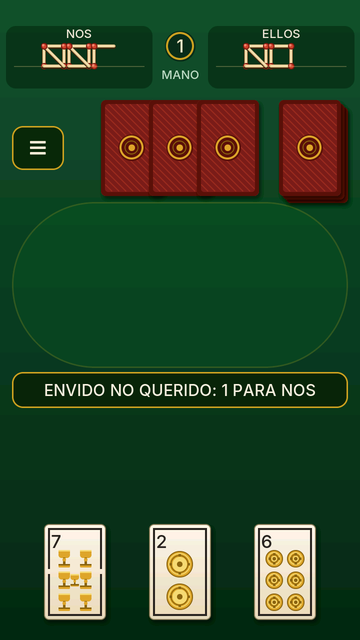 NOS
1
ELLOS
MANO
ENVIDO NO QUERIDO: 1 PARA NOS
7
2
6